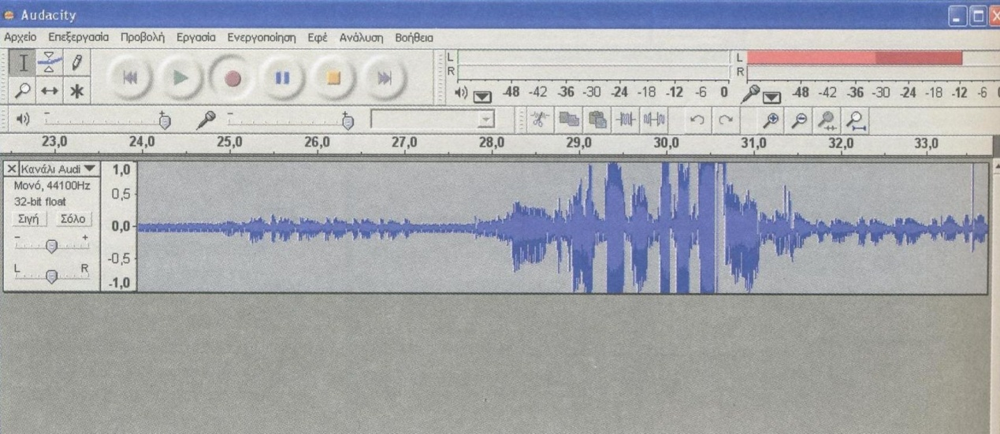 Audacity
Αρχείο Επεξεργασία Προβολή Εργασία Ενεργοποίηση Εφέ Ανάλυση Βοήθεια
L
R
-48 -42 -36 -30 -24 -18 -12 -6 0
L
R
-48 -42 -36 -30 -24 -18 -12 -6
- +
- +
23,0 24,0 25,0 26,0 27,0 28,0 29,0 30,0 31,0 32,0 33,0
Κανάλι Audi
Μονό, 44100Hz
32-bit float
Σιγή Σόλο
- +
L R
1,0
0,5
0,0
-0,5
-1,0